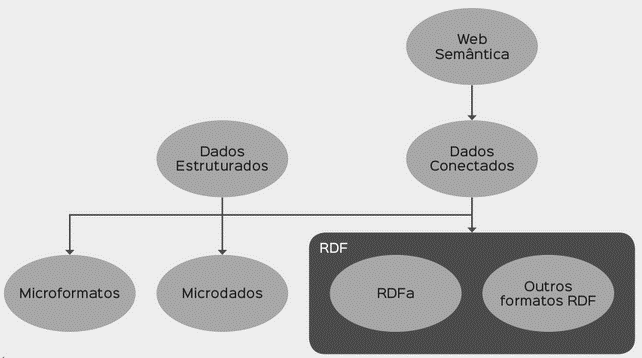 Web
Semântica
Dados
Estruturados
Dados
Conectados
RDF
Microformatos
Microdados
RDFa
Outros
formatos RDF